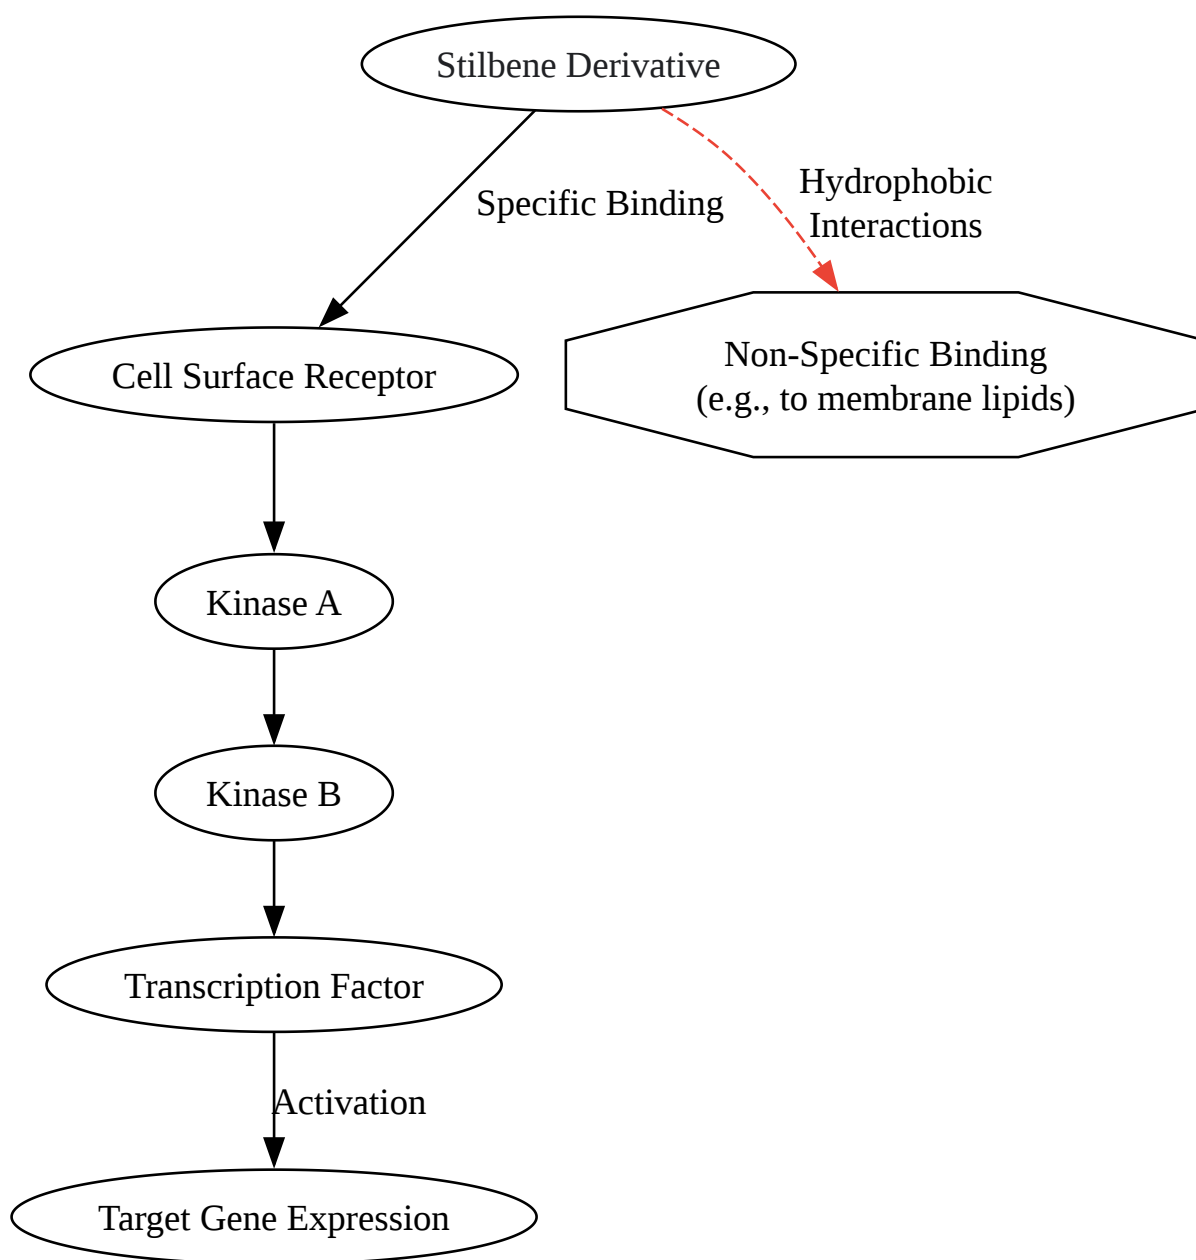 Stilbene Derivative
Specific Binding
Hydrophobic
Interactions
Cell Surface Receptor
Non-Specific Binding
(e.g., to membrane lipids)
Kinase A
Kinase B
Transcription Factor
Activation
Target Gene Expression